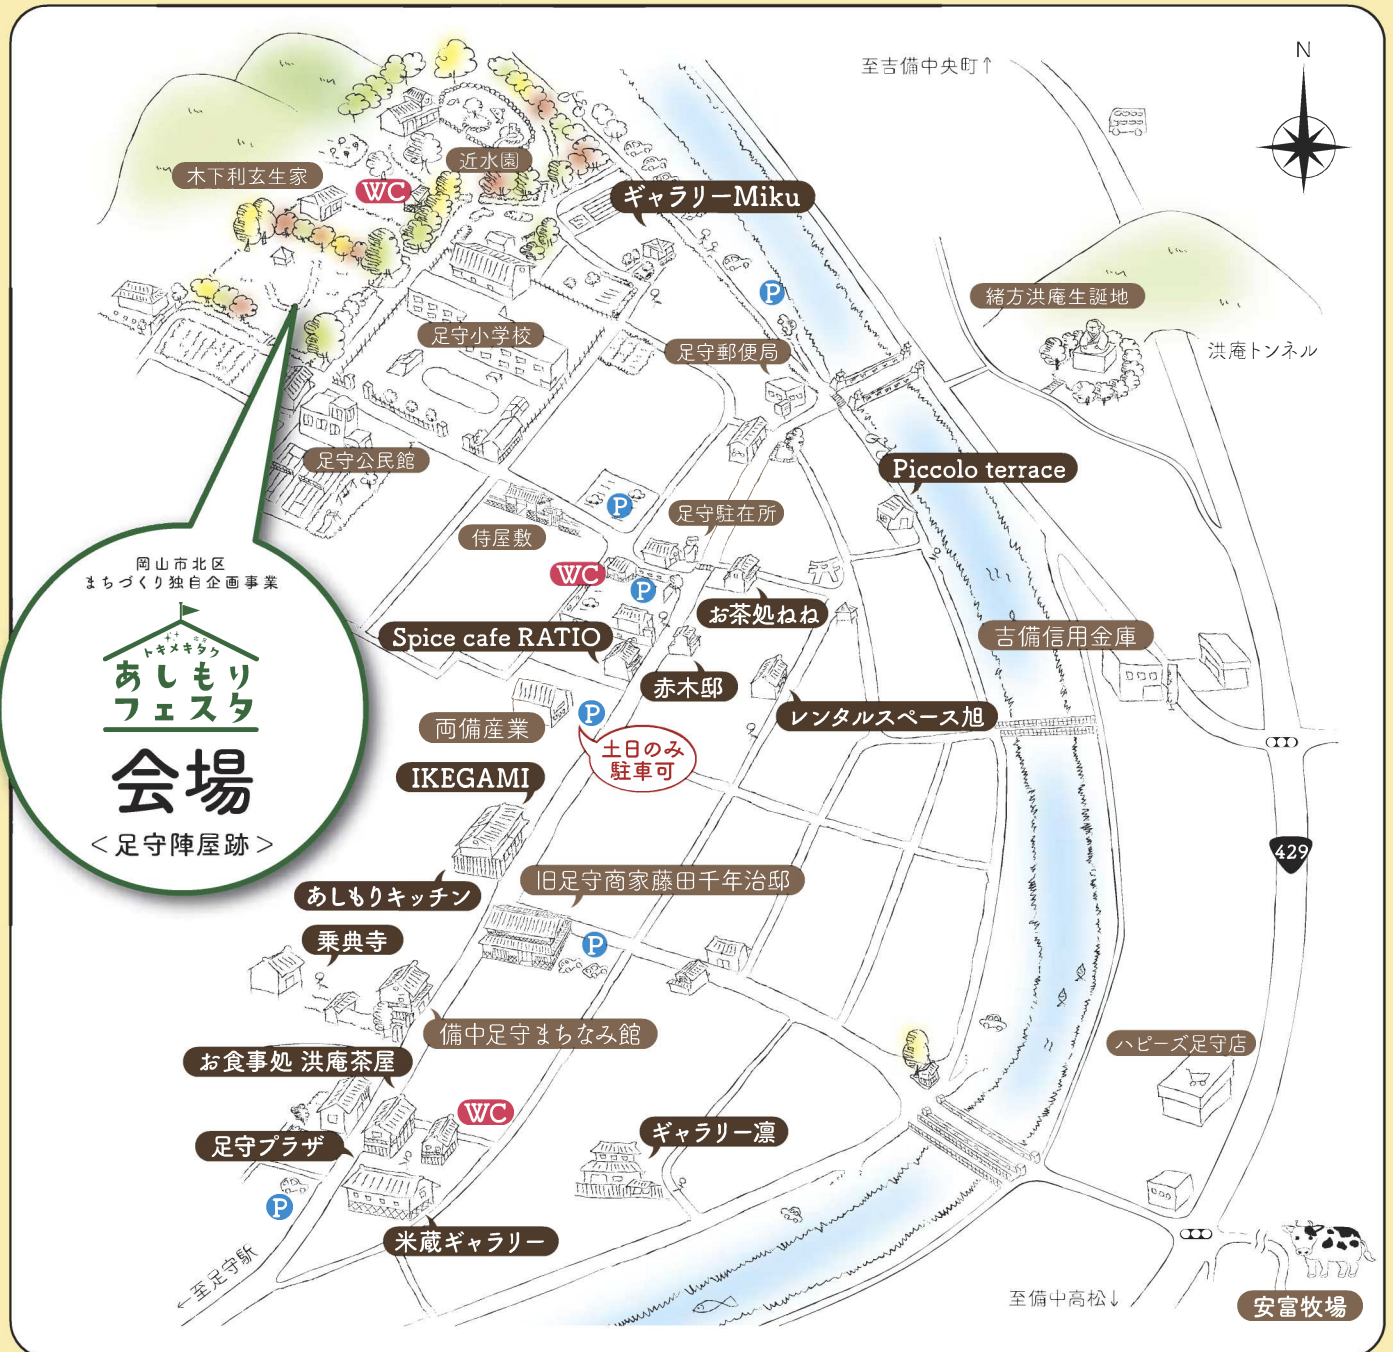 至吉備中央町↑
N
木下利玄生家
近水園
WC
ギャラリーMiku
P
緒方洪庵生誕地
洪庵トンネル
足守小学校
足守郵便局
足守公民館
Piccolo terrace
P
足守駐在所
侍屋敷
WC
P
お茶処ねね
岡山市北区
まちづくり独自企画事業
トキメキタク
あしもり
フェスタ
会場
<足守陣屋跡>
Spice cafe RATIO
吉備信用金庫
赤木邸
レンタルスペース旭
両備産業
P
土日のみ
駐車可
IKEGAMI
429
旧足守商家藤田千年治邸
あしもりキッチン
乗典寺
P
備中足守まちなみ館
ハピーズ足守店
お食事処 洪庵茶屋
WC
足守プラザ
ギャラリー凛
P
米蔵ギャラリー
←至足守駅
至備中高松↓
安富牧場